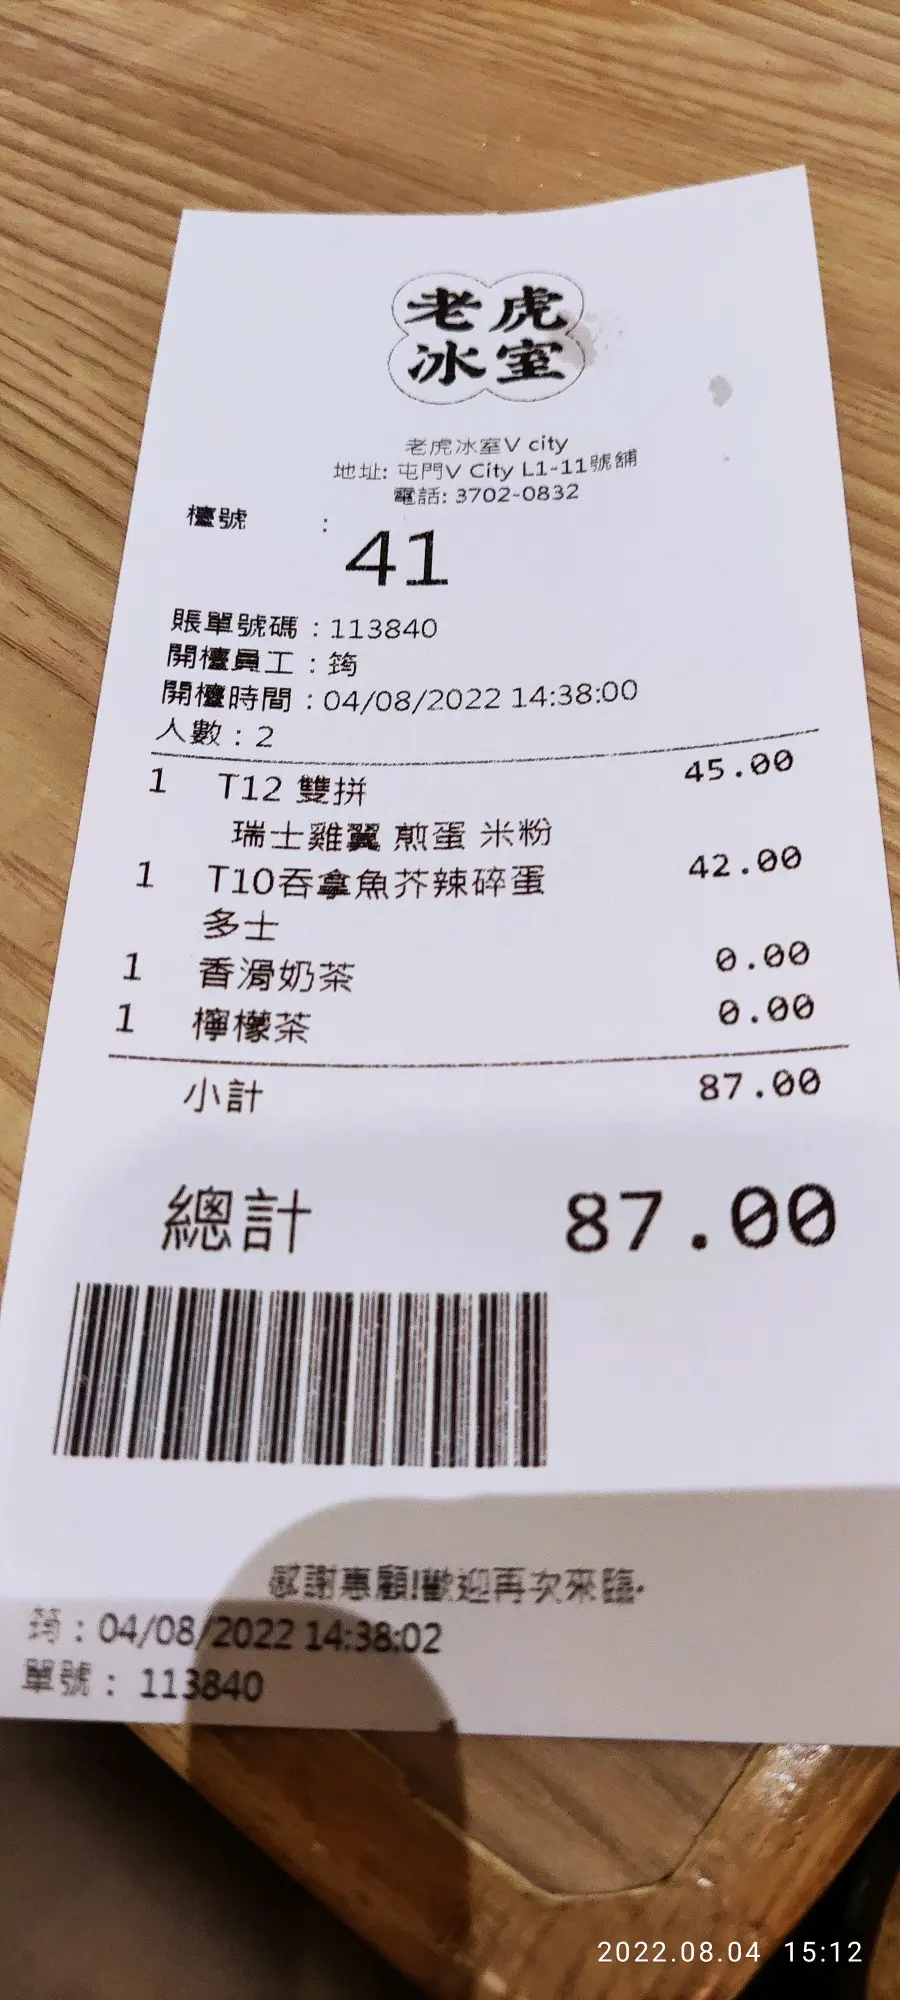 老虎
冰室
老虎冰室V city
地址: 屯門V City L1-11號舖
電話: 3702-0832
檯號 :
41
賬單號碼 : 113840
開檯員工 : 筠
開檯時間 : 04/08/2022 14:38:00
人數 : 2
1 T12 雙拼 45.00
瑞士雞翼 煎蛋 米粉
1 T10吞拿魚芥辣碎蛋 42.00
多士
1 香滑奶茶 0.00
1 檸檬茶 0.00
小計 87.00
總計 87.00
感謝惠顧!歡迎再次來臨.
筠 : 04/08/2022 14:38:02
單號 : 113840
2022.08.04 15:12